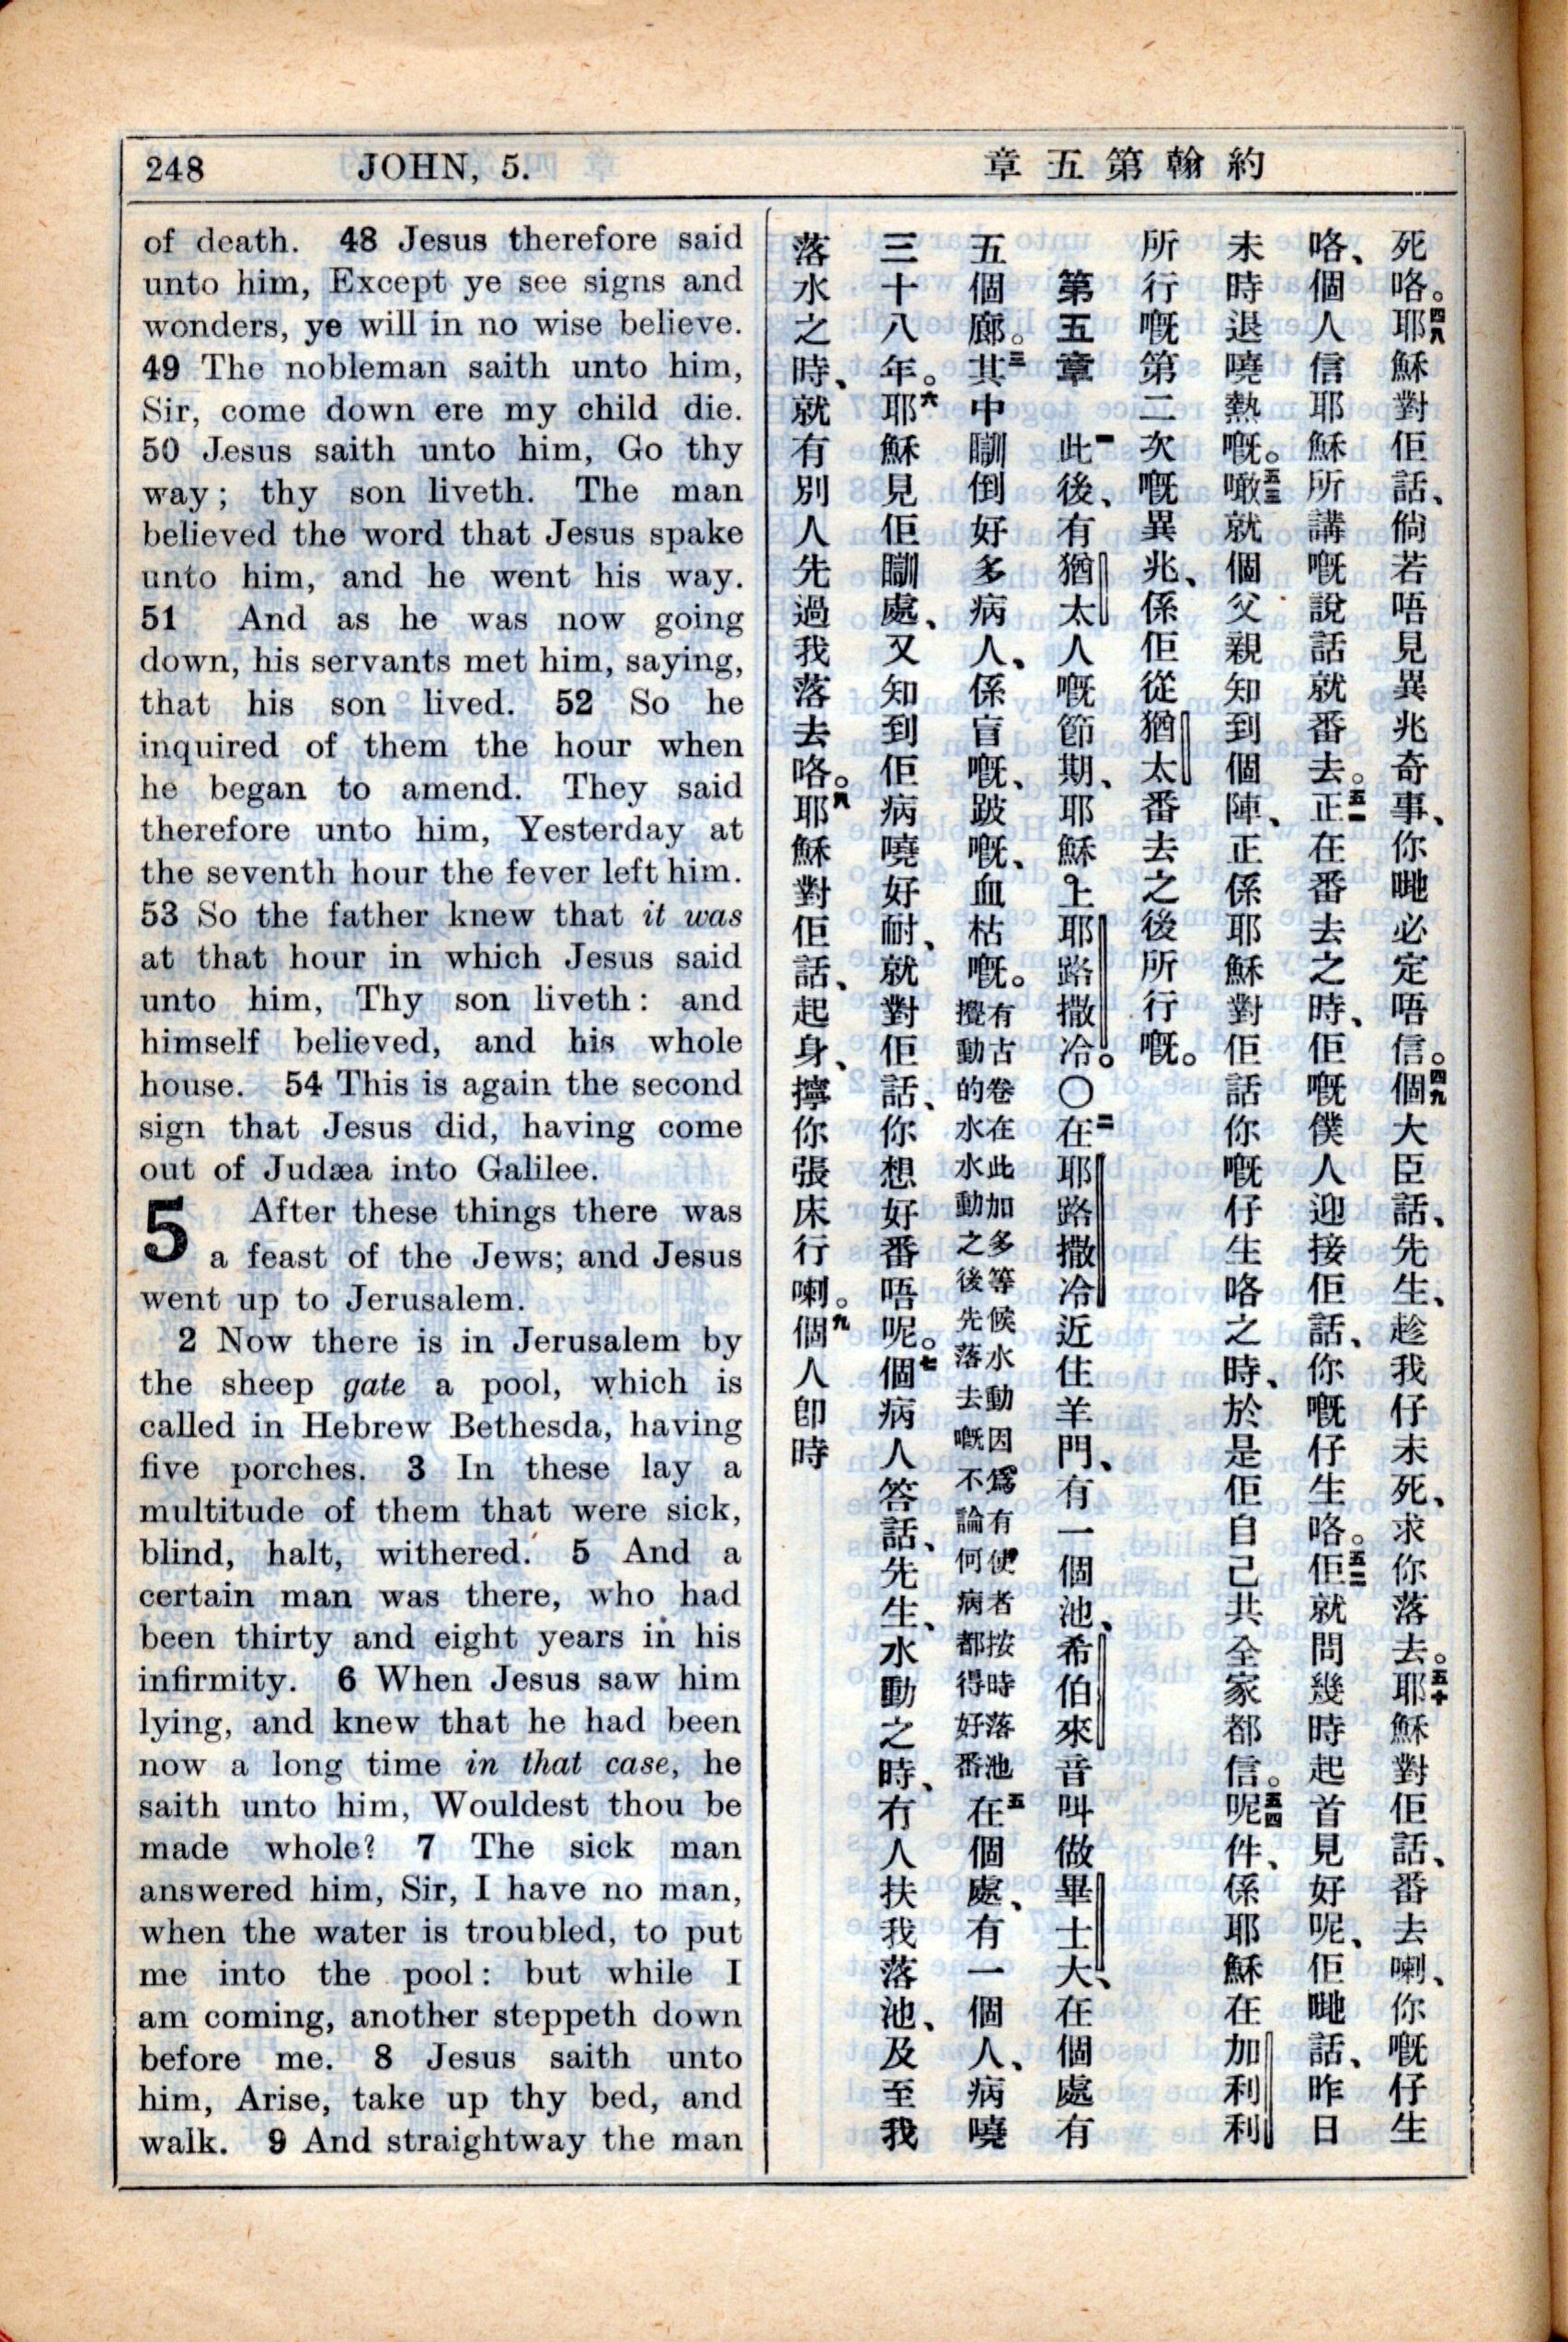 248 JOHN, 5. 章五第翰約
of death. 48 Jesus therefore said
unto him, Except ye see signs and
wonders, ye will in no wise believe.
49 The nobleman saith unto him,
Sir, come down ere my child die.
50 Jesus saith unto him, Go thy
way; thy son liveth. The man
believed the word that Jesus spake
unto him, and he went his way.
51 And as he was now going
down, his servants met him, saying,
that his son lived. 52 So he
inquired of them the hour when
he began to amend. They said
therefore unto him, Yesterday at
the seventh hour the fever left him.
53 So the father knew that it was
at that hour in which Jesus said
unto him, Thy son liveth: and
himself believed, and his whole
house. 54 This is again the second
sign that Jesus did, having come
out of Judæa into Galilee.
5 After these things there was
a feast of the Jews; and Jesus
went up to Jerusalem.
2 Now there is in Jerusalem by
the sheep gate a pool, which is
called in Hebrew Bethesda, having
five porches. 3 In these lay a
multitude of them that were sick,
blind, halt, withered. 5 And a
certain man was there, who had
been thirty and eight years in his
infirmity. 6 When Jesus saw him
lying, and knew that he had been
now a long time in that case, he
saith unto him, Wouldest thou be
made whole? 7 The sick man
answered him, Sir, I have no man,
when the water is troubled, to put
me into the pool: but while I
am coming, another steppeth down
before me. 8 Jesus saith unto
him, Arise, take up thy bed, and
walk. 9 And straightway the man
死咯。四八耶穌對佢話、倘若唔見異兆奇事、你哋必定唔信。四九個大臣話、先生、趁我仔未死、求你落去。五十耶穌對佢話、番去喇、你嘅仔生
咯、個人信耶穌所講嘅說話就番去。五一正在番去之時、佢嘅僕人迎接佢話、你嘅仔生咯。五二佢就問幾時起首見好呢、佢哋話、昨日
未時退嘵熱嘅。五三噉就個父親知到個陣、正係耶穌對佢話你嘅仔生咯之時、於是佢自己共全家都信。五四呢件、係耶穌在加利利
所行嘅第二次嘅異兆、係佢從猶太番去之後所行嘅。
第五章 一此後、有猶太人嘅節期、耶穌上耶路撒冷。〇二在耶路撒冷近住羊門、有一個池、希伯來音叫做畢士大、在個處有
五個廊。三其中瞓倒好多病人、係盲嘅、跛嘅、血枯嘅。有古卷在此加多等候水動因爲有使者按時落池攪動的水水動之後先落去嘅不論何病都得好番五在個處、有一個人、病嘵
三十八年。六耶穌見佢瞓處、又知到佢病嘵好耐、就對佢話、你想好番唔呢。七個病人答話、先生、水動之時、冇人扶我落池、及至我
落水之時、就有別人先過我落去咯。八耶穌對佢話、起身、擰你張床行喇。九個人卽時